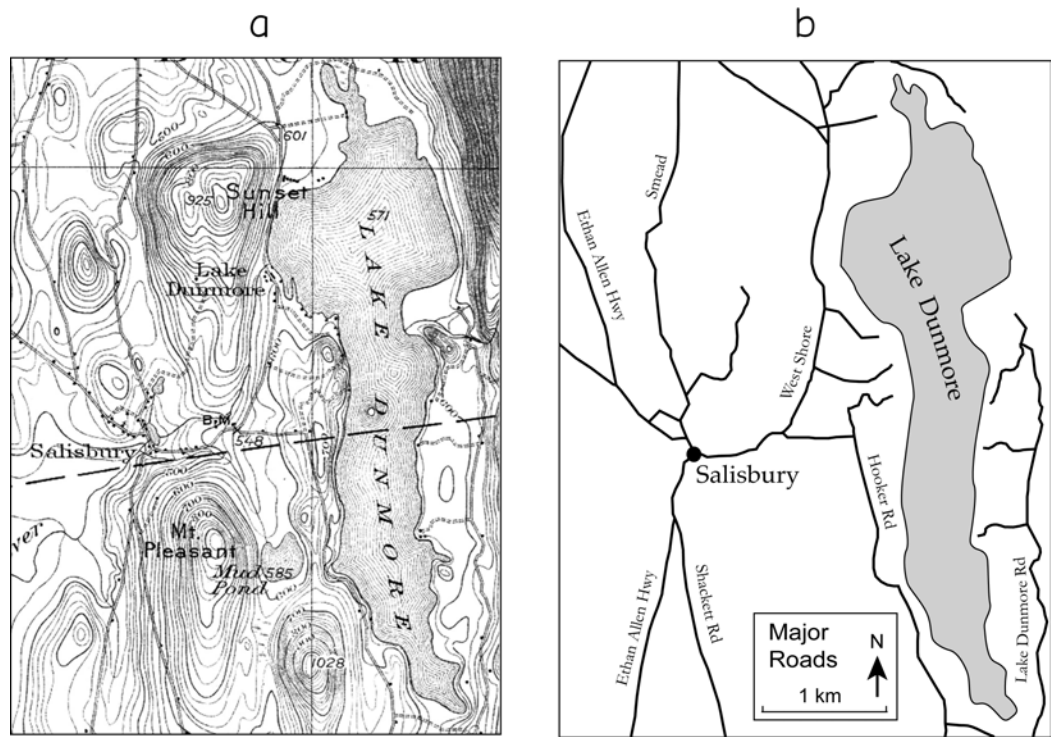 a
b
601
600
925
Sunset
Hill
571
LAKE DUNMORE
Lake
Dunmore
B.M.
548
Salisbury
Mt.
Pleasant
Mud
Pond
585
1028
Smead
Ethan Allen Hwy
Lake Dunmore
West Shore
Salisbury
Hooker Rd
Ethan Allen Hwy
Shackett Rd
Lake Dunmore Rd
Major
Roads
N
1 km